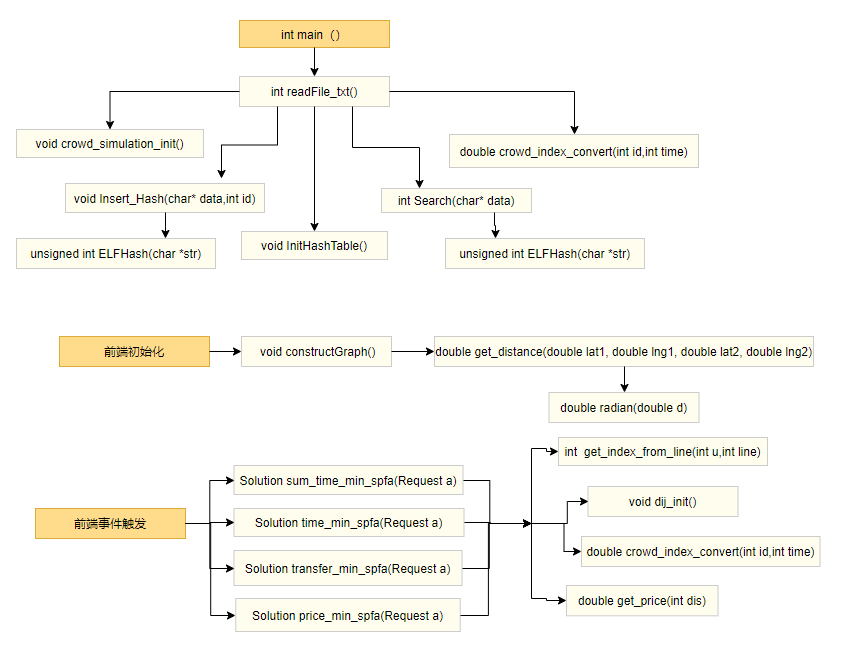 int main（）
int readFile_txt()
void crowd_simulation_init()
double crowd_index_convert(int id,int time)
void Insert_Hash(char* data,int id)
int Search(char* data)
unsigned int ELFHash(char *str)
void InitHashTable()
unsigned int ELFHash(char *str)
前端初始化
void constructGraph()
double get_distance(double lat1, double lng1, double lat2, double lng2)
double radian(double d)
int  get_index_from_line(int u,int line)
Solution sum_time_min_spfa(Request a)
void dij_init()
前端事件触发
Solution time_min_spfa(Request a)
double crowd_index_convert(int id,int time)
Solution transfer_min_spfa(Request a)
double get_price(int dis)
Solution price_min_spfa(Request a)